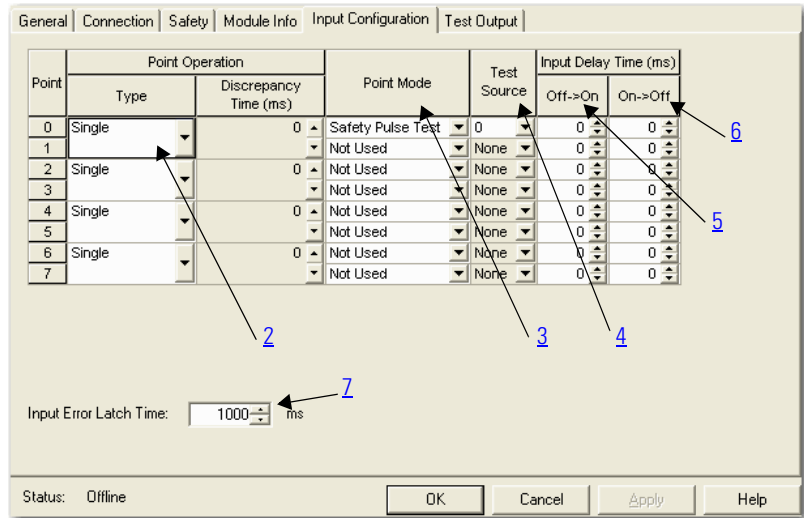 General Connection Safety Module Info Input Configuration Test Output
Point Point Operation Point Mode Test Source Input Delay Time (ms)
Type Discrepancy Time (ms) Off->On On->Off
0 Single 0 Safety Pulse Test 0 0 0
1 Not Used None 0 0
2 Single 0 Not Used None 0 0
3 Not Used None 0 0
4 Single 0 Not Used None 0 0
5 Not Used None 0 0
6 Single 0 Not Used None 0 0
7 Not Used None 0 0
6
5
2 3 4
7
Input Error Latch Time: 1000 ms
Status: Offline OK Cancel Apply Help